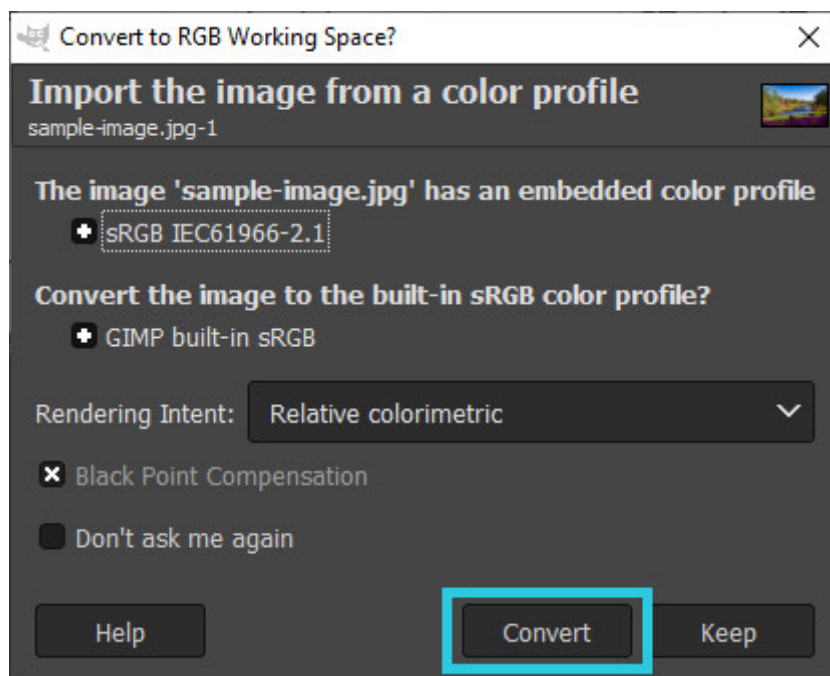 Convert to RGB Working Space?
Import the image from a color profile
sample-image.jpg-1
The image 'sample-image.jpg' has an embedded color profile
sRGB IEC61966-2.1
Convert the image to the built-in sRGB color profile?
GIMP built-in sRGB
Rendering Intent: Relative colorimetric
Black Point Compensation
Don't ask me again
Help Convert Keep